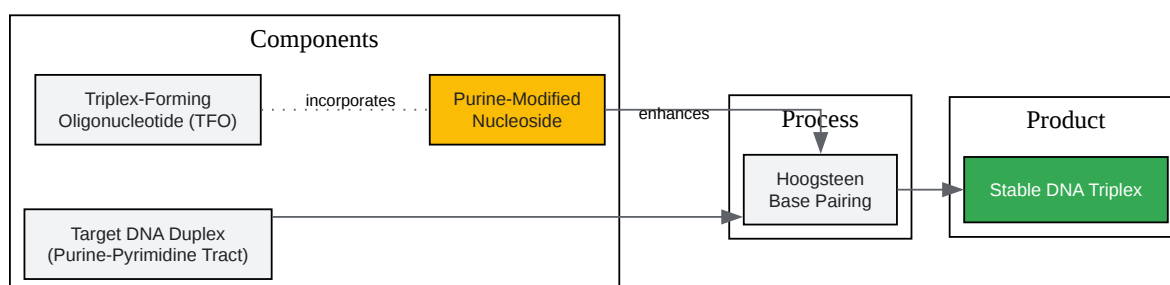 Components
Triplex-Forming
Oligonucleotide (TFO)
incorporates
Purine-Modified
Nucleoside
enhances
Target DNA Duplex
(Purine-Pyrimidine Tract)
Process
Hoogsteen
Base Pairing
Product
Stable DNA Triplex